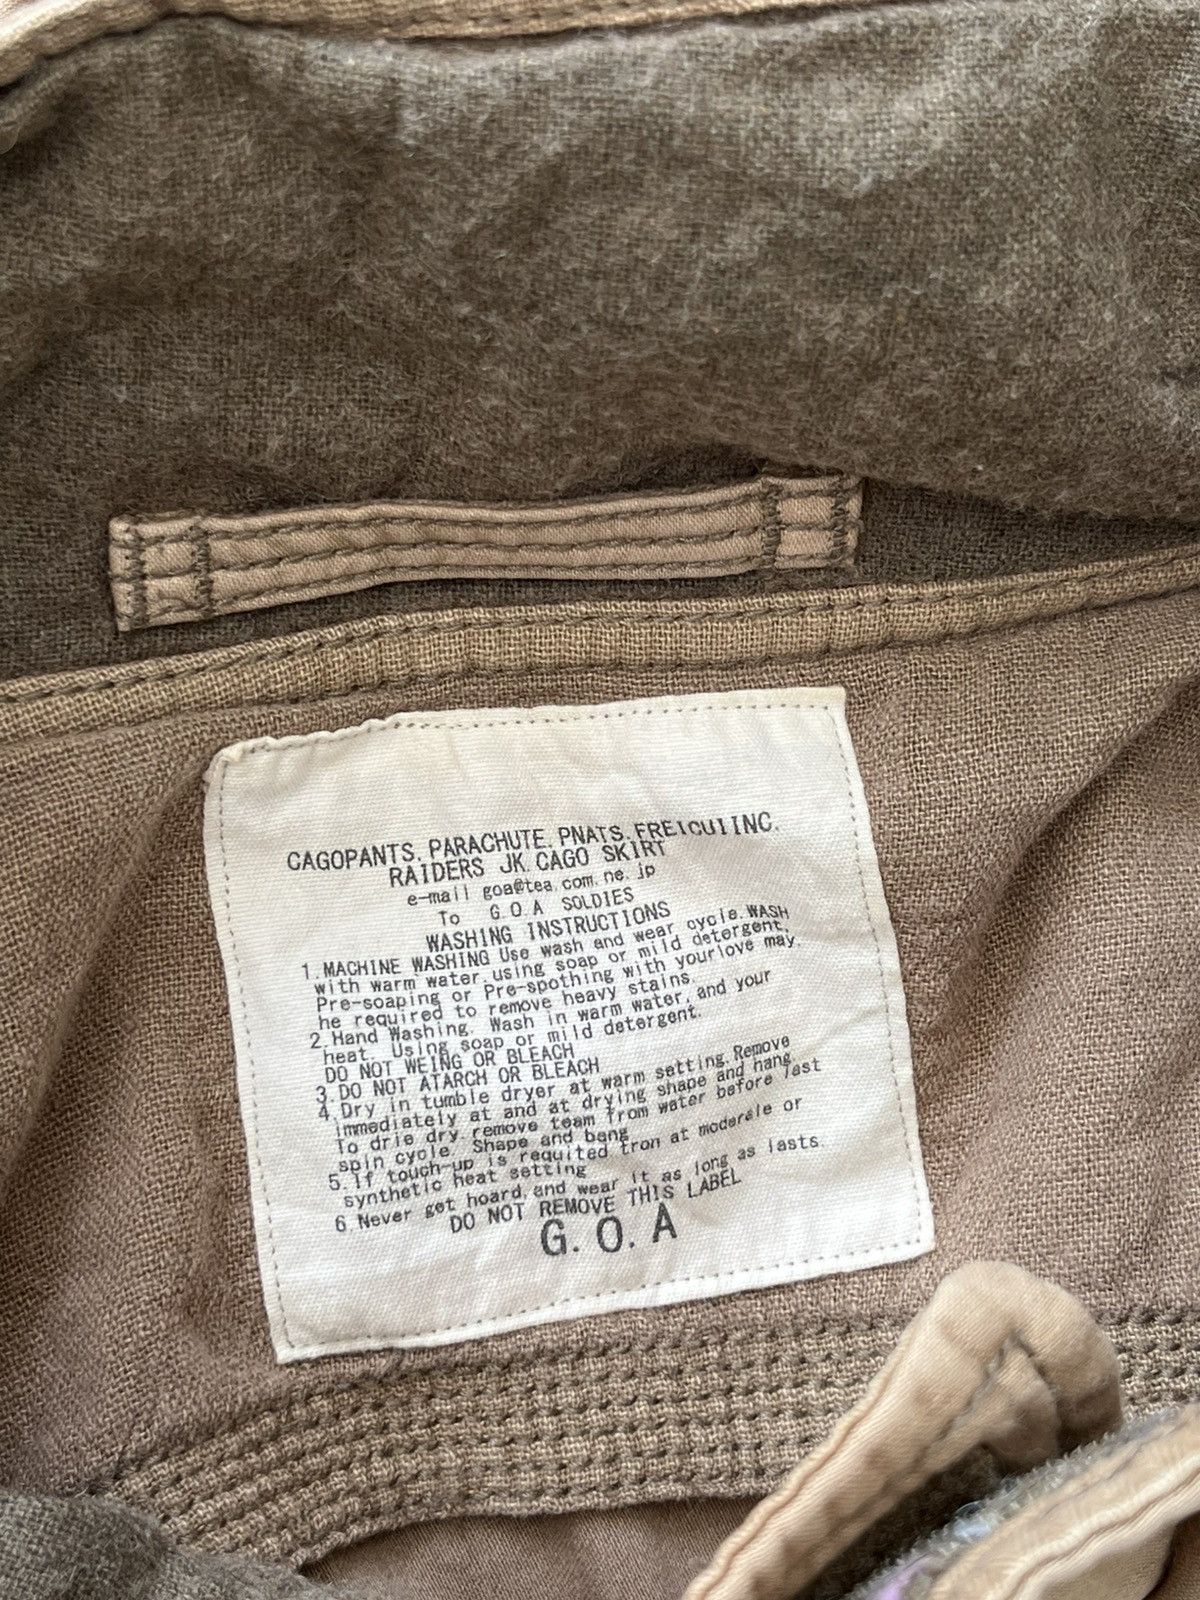 CAGOPANTS. PARACHUTE. PNATS. FREICUIINC.
RAIDERS JK. CAGO SKIRT
e-mail goa@tea.com.ne.jp
To G.O.A SOLDIES
WASHING INSTRUCTIONS
1. MACHINE WASHING Use wash and wear cycle. WASH
with warm water, using soap or mild detergent,
Pre-soaping or Pre-spothing with yourlove may.
he required to remove heavy stains.
2. Hand Washing. Wash in warm water, and your
heat. Using soap or mild detergent.
DO NOT WEING OR BLEACH
3. DO NOT ATARCH OR BLEACH
4. Dry in tumble dryer at warm setting. Remove
immediately at and at drying shape and hang
To drie dry. remove team from water before fast
spin cycle. Shape and bang
5. If touch-up is requited tron at moderale or
synthetic heat setting
6. Never get hoard, and wear it as long as lasts.
DO NOT REMOVE THIS LABEL
G. O. A